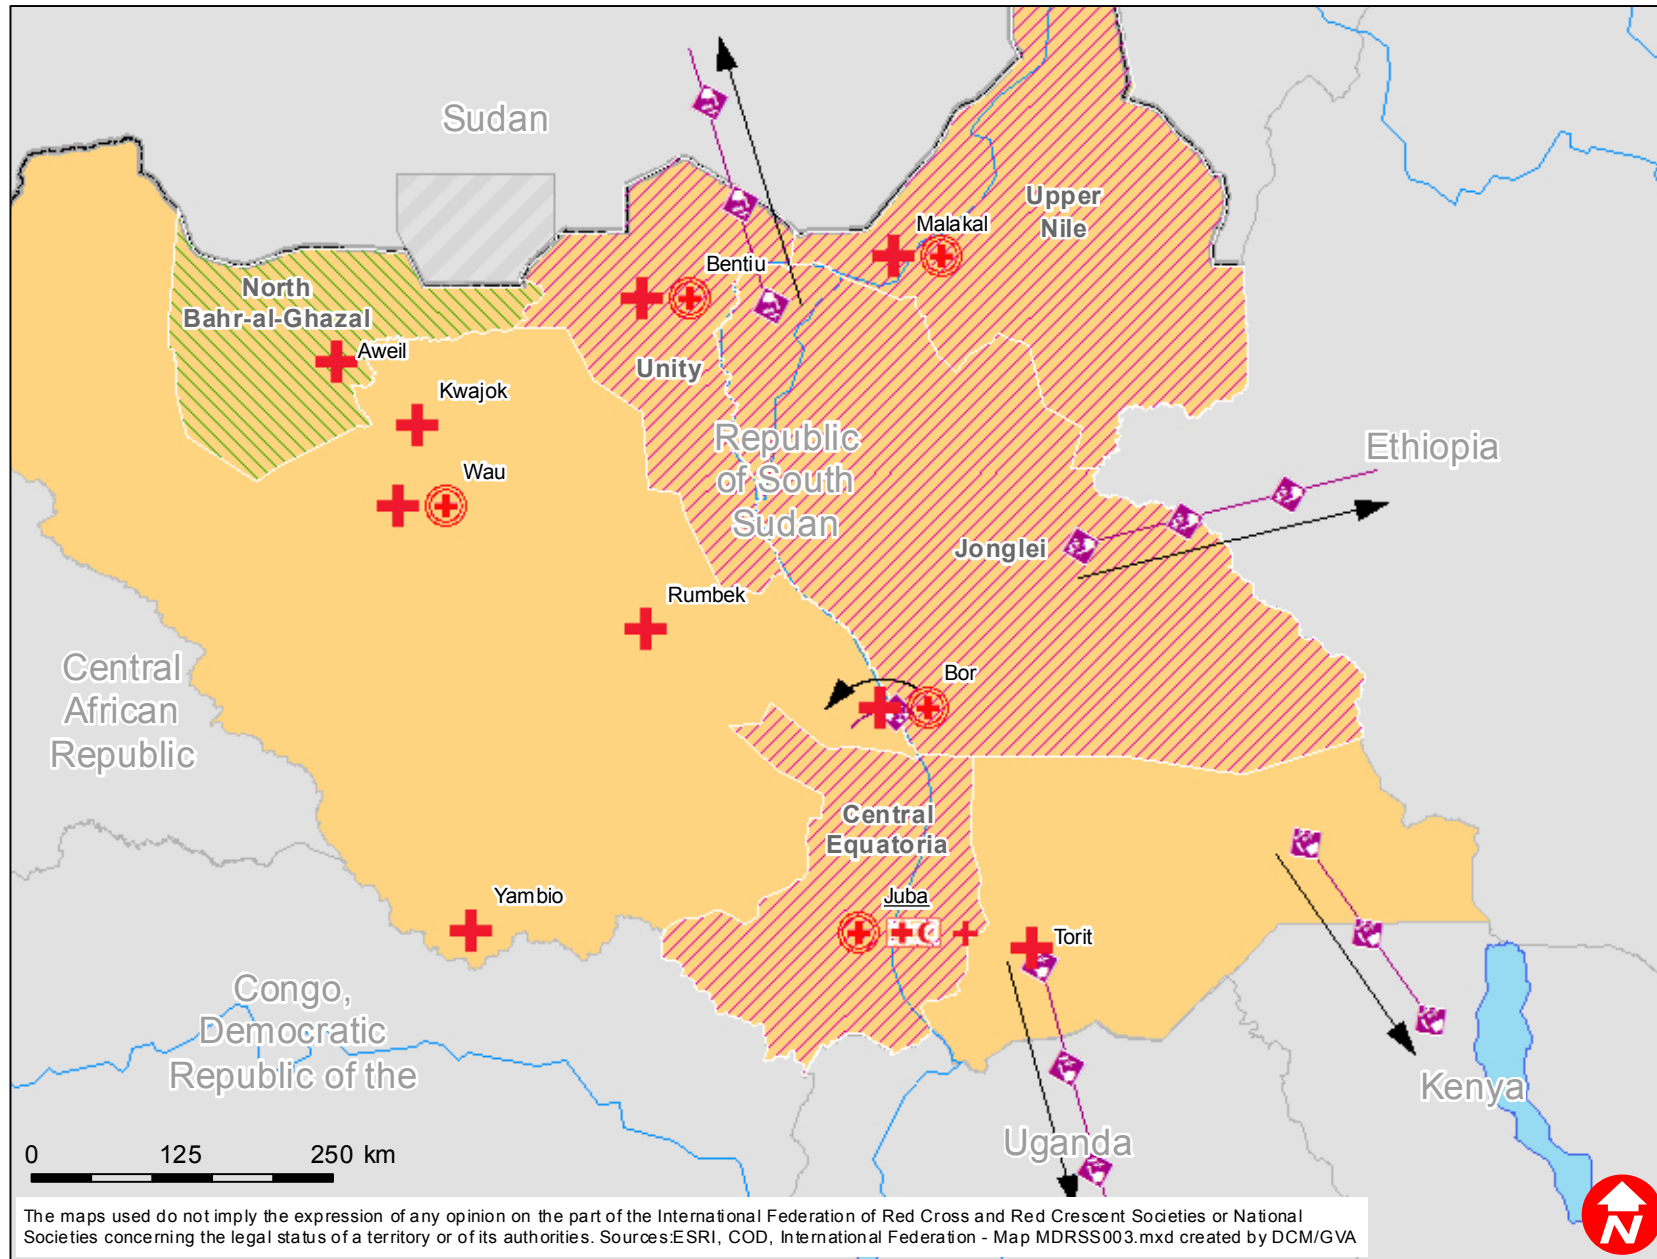 Sudan
Upper
Nile
Malakal
Bentiu
North
Bahr-al-Ghazal
Aweil
Unity
Kwajok
Republic
of South
Sudan
Ethiopia
Wau
Jonglei
Rumbek
Central
African
Republic
Bor
Central
Equatoria
Yambio
Juba
Torit
Congo,
Democratic
Republic of the
Kenya
Uganda
0 125 250 km
N
The maps used do not imply the expression of any opinion on the part of the International Federation of Red Cross and Red Crescent Societies or National
Societies concerning the legal status of a territory or of its authorities. Sources:ESRI, COD, International Federation - Map MDRSS003.mxd created by DCM/GVA